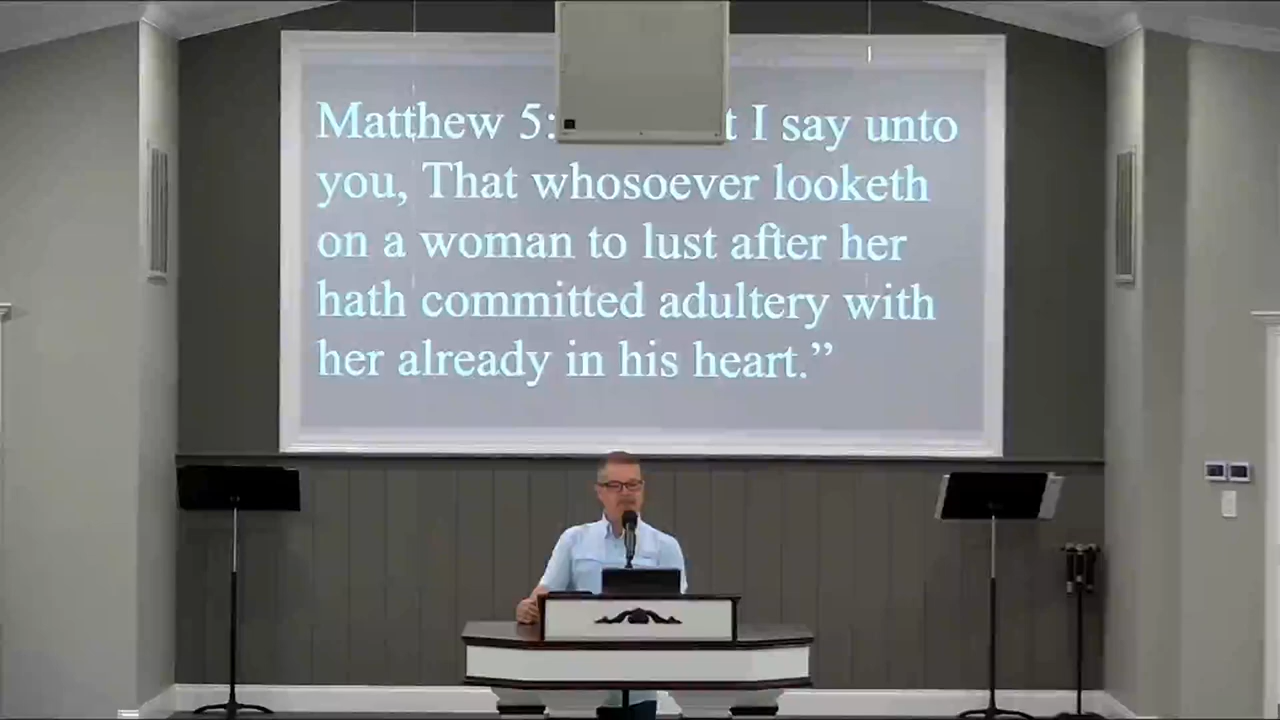 Matthew 5: I say unto
you, That whosoever looketh
on a woman to lust after her
hath committed adultery with
her already in his heart.”